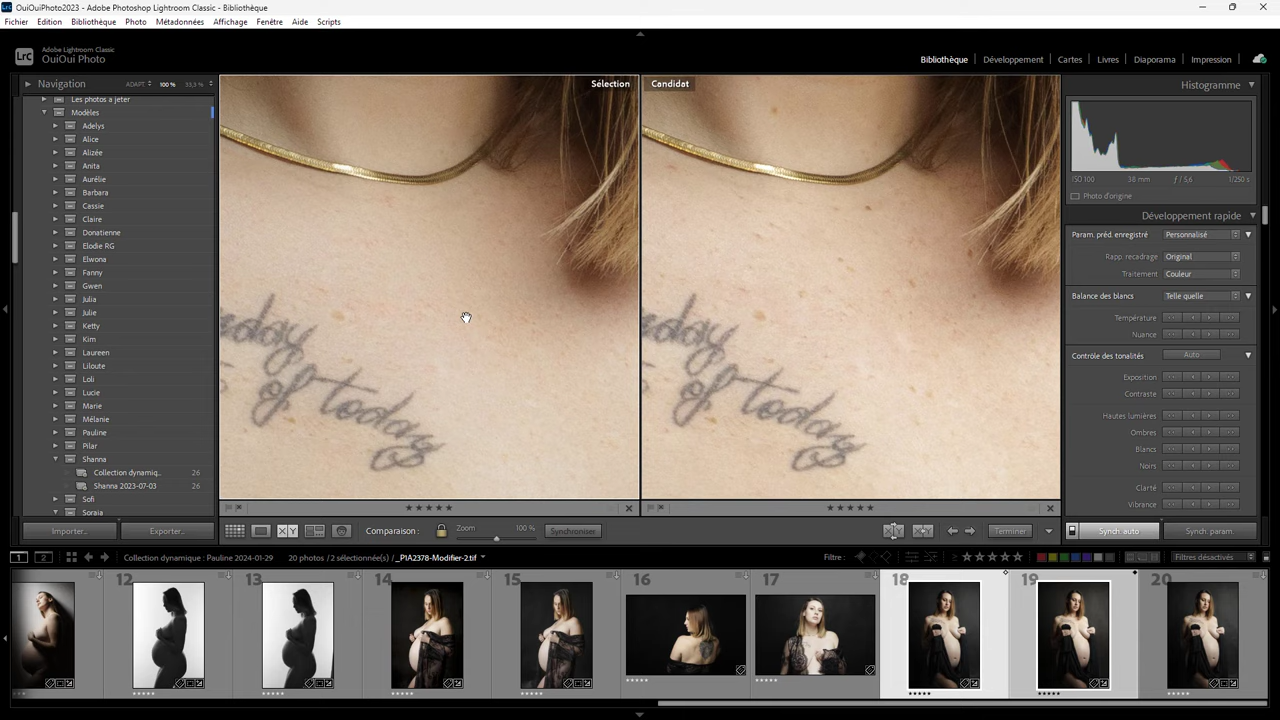 OuiOuiPhoto2023 - Adobe Photoshop Lightroom Classic - Bibliothèque
Fichier Edition Bibliothèque Photo Métadonnées Affichage Fenêtre Aide Scripts
Lrc Adobe Lightroom Classic
OuiOui Photo
Bibliothèque | Développement | Cartes | Livres | Diaporama | Impression
Navigation ADAPT 100 % 33,3 %
Les photos à jeter
Modèles
Adelys
Alice
Alizée
Anita
Aurélie
Barbara
Cassie
Claire
Donatienne
Elodie RG
Elwona
Fanny
Gwen
Julia
Julie
Ketty
Kim
Laureen
Liloute
Loli
Lucie
Marie
Mélanie
Pauline
Pilar
Shanna
Collection dynamiq... 26
Shanna 2023-07-03 26
Sofi
Soraia
Importer... Exporter...
Sélection
of today
Candidat
of today
Histogramme
ISO 100 38 mm ƒ / 5,6 1/250 s
Photo d'origine
Développement rapide
Param. préd. enregistré Personnalisé
Rapp. recadrage Original
Traitement Couleur
Balance des blancs Telle quelle
Température
Nuance
Contrôle des tonalités Auto
Exposition
Contraste
Hautes lumières
Ombres
Blancs
Noirs
Clarté
Vibrance
Comparaison : Zoom 100 % Synchroniser
Terminer
Synch. auto Synch. param.
1 2 Collection dynamique : Pauline 2024-01-29 20 photos / 2 sélectionnée(s) / _P1A2378-Modifier-2.tif
Filtre : Filtres désactivés
12 13 14 15 16 17 18 19 20